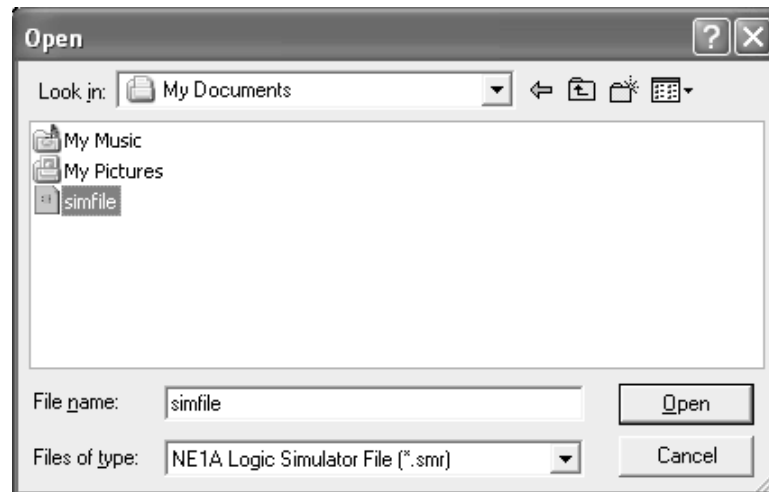 Open
Look in: My Documents
My Music
My Pictures
simfile
File name: simfile Open
Files of type: NE1A Logic Simulator File (*.smr) Cancel